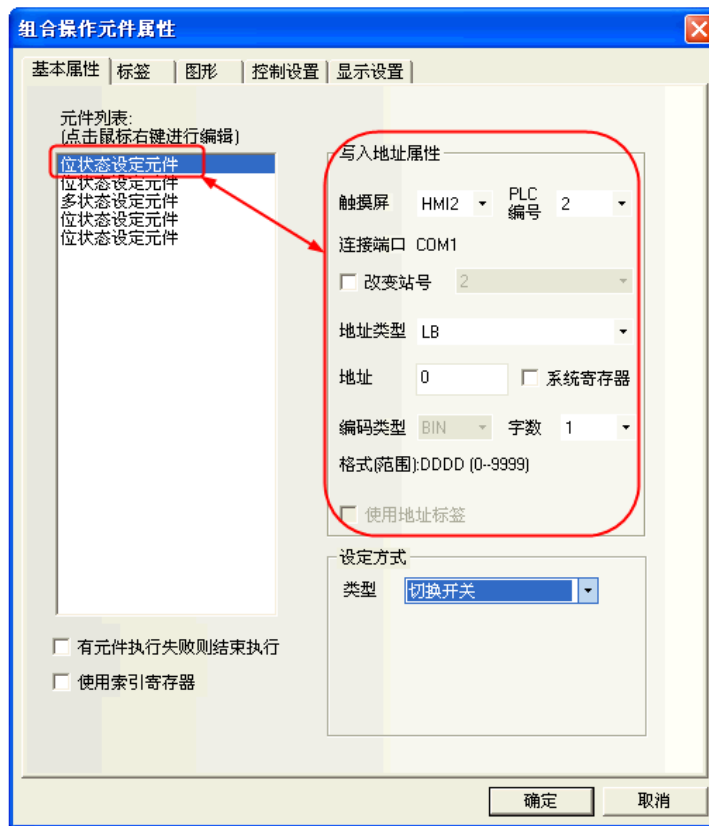 组合操作元件属性
基本属性 标签 图形 控制设置 显示设置
元件列表:
(点击鼠标右键进行编辑)
位状态设定元件
位状态设定元件
多状态设定元件
位状态设定元件
位状态设定元件
有元件执行失败则结束执行
使用索引寄存器
写入地址属性
触摸屏 HMI2 PLC编号 2
连接端口 COM1
改变站号 2
地址类型 LB
地址 0 系统寄存器
编码类型 BIN 字数 1
格式(范围):DDDD (0--9999)
使用地址标签
设定方式
类型 切换开关
确定 取消